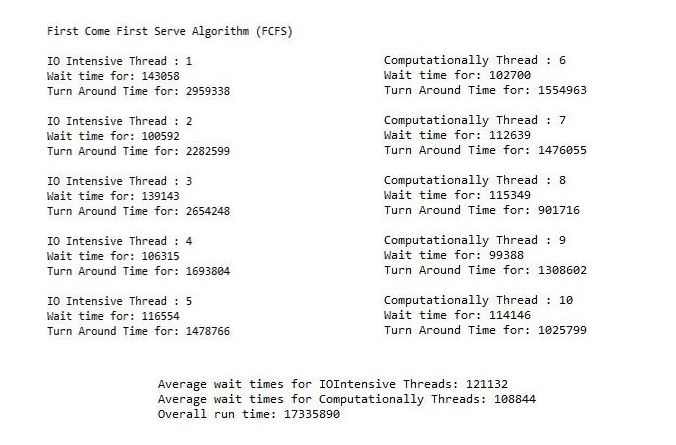 First Come First Serve Algorithm (FCFS)
IO Intensive Thread : 1
Wait time for: 143058
Turn Around Time for: 2959338
IO Intensive Thread : 2
Wait time for: 100592
Turn Around Time for: 2282599
IO Intensive Thread : 3
Wait time for: 139143
Turn Around Time for: 2654248
IO Intensive Thread : 4
Wait time for: 106315
Turn Around Time for: 1693804
IO Intensive Thread : 5
Wait time for: 116554
Turn Around Time for: 1478766
Computationally Thread : 6
Wait time for: 102700
Turn Around Time for: 1554963
Computationally Thread : 7
Wait time for: 112639
Turn Around Time for: 1476055
Computationally Thread : 8
Wait time for: 115349
Turn Around Time for: 901716
Computationally Thread : 9
Wait time for: 99388
Turn Around Time for: 1308602
Computationally Thread : 10
Wait time for: 114146
Turn Around Time for: 1025799
Average wait times for IOIntensive Threads: 121132
Average wait times for Computationally Threads: 108844
Overall run time: 17335890